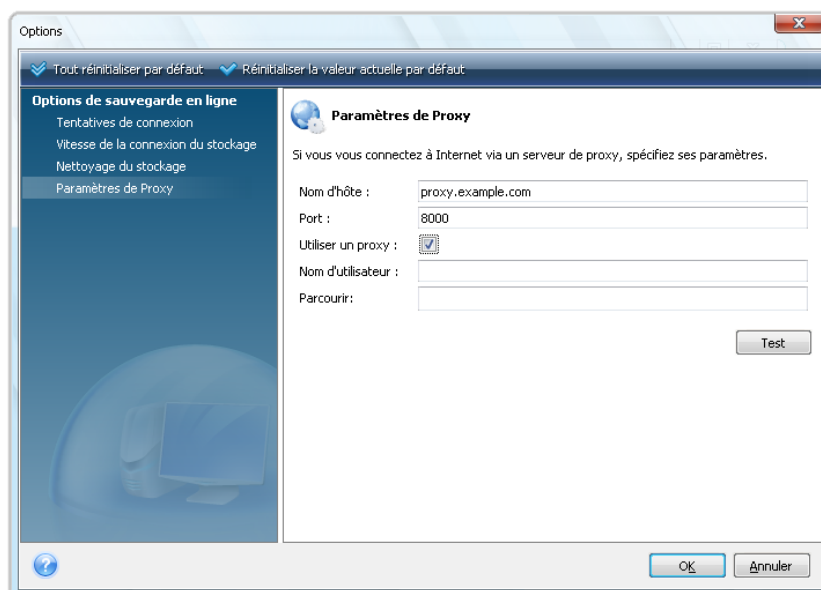 Options
Tout réinitialiser par défaut Réinitialiser la valeur actuelle par défaut
Options de sauvegarde en ligne
Tentatives de connexion
Vitesse de la connexion du stockage
Nettoyage du stockage
Paramètres de Proxy
Paramètres de Proxy
Si vous vous connectez à Internet via un serveur de proxy, spécifiez ses paramètres.
Nom d'hôte : proxy.example.com
Port : 8000
Utiliser un proxy :
Nom d'utilisateur :
Parcourir:
Test
OK Annuler